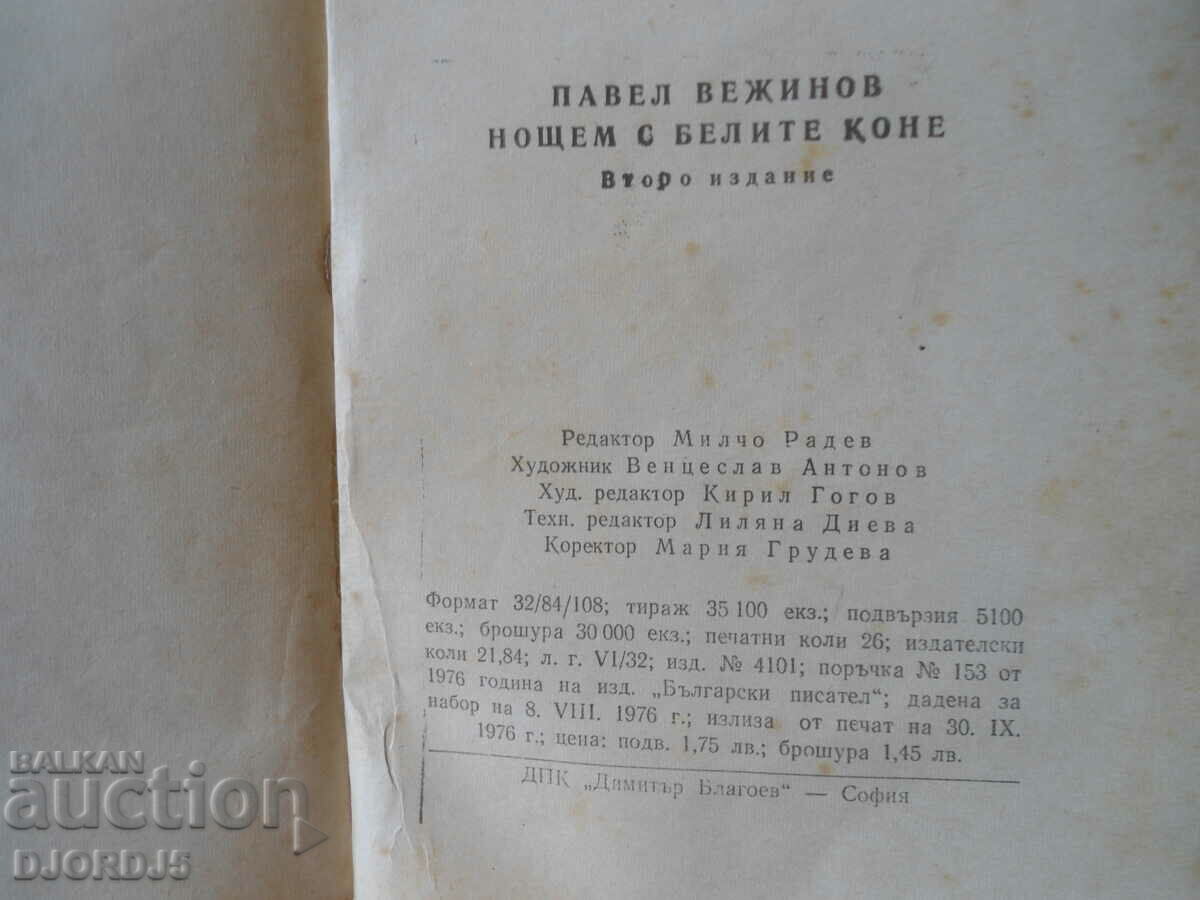 ПАВЕЛ ВЕЖИНОВ
НОЩЕМ С БЕЛИТЕ КОНЕ
Второ издание
Редактор Милчо Радев
Художник Венцеслав Антонов
Худ. редактор Кирил Гогов
Техн. редактор Лиляна Диева
Коректор Мария Грудева
Формат 32/84/108; тираж 35 100 екз.; подвързия 5100
екз.; брошура 30 000 екз.; печатни коли 26; издателски
коли 21,84; л. г. VI/32; изд. № 4101; поръчка № 153 от
1976 година на изд. „Български писател“; дадена за
набор на 8. VIII. 1976 г.; излиза от печат на 30. IX.
1976 г.; цена: подв. 1,75 лв.; брошура 1,45 лв.
ДПК „Димитър Благоев“ — София
BALKAN
auction
DJORDJ5